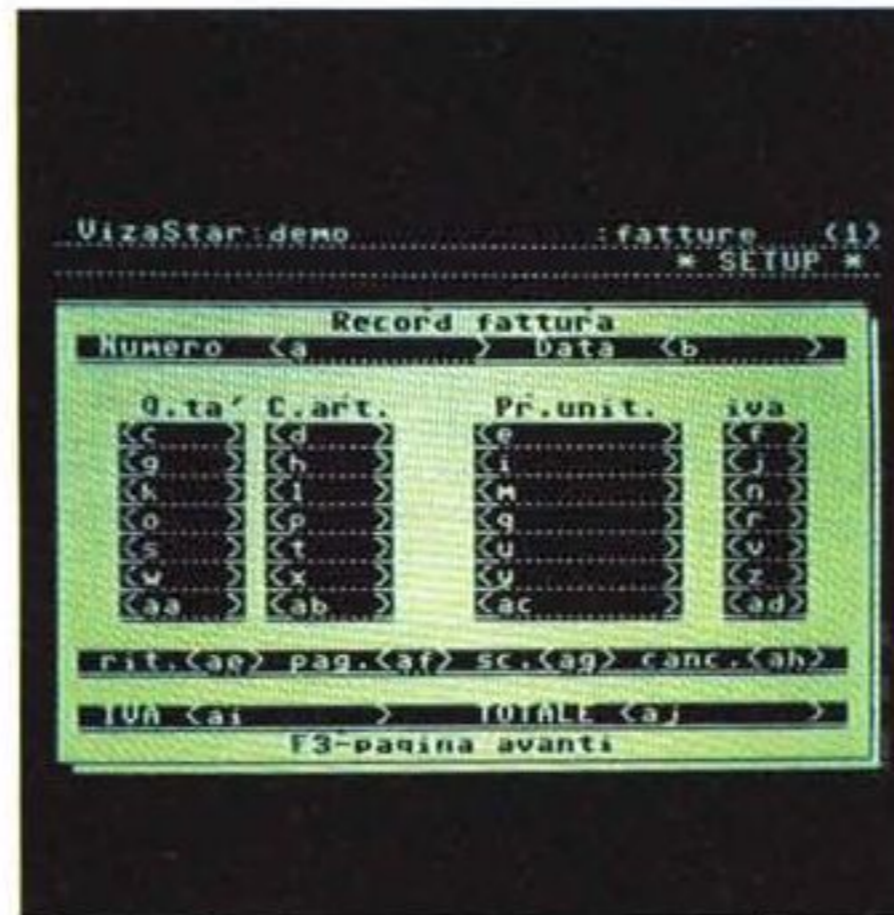 VizaStar:demo :fatture (1)
* SETUP *
Record fattura
Numero <a > Data <b >
Q.ta' C.art. Pr.unit. iva
<c > <d > <e > <f >
<g > <h > <i > <j >
<k > <l > <m > <n >
<o > <p > <q > <r >
<s > <t > <u > <v >
<w > <x > <y > <z >
<aa > <ab > <ac > <ad>
rit.<ae> pag.<af> sc.<ag> canc.<ah>
IVA <ai > TOTALE <aj >
F3-pagina avanti